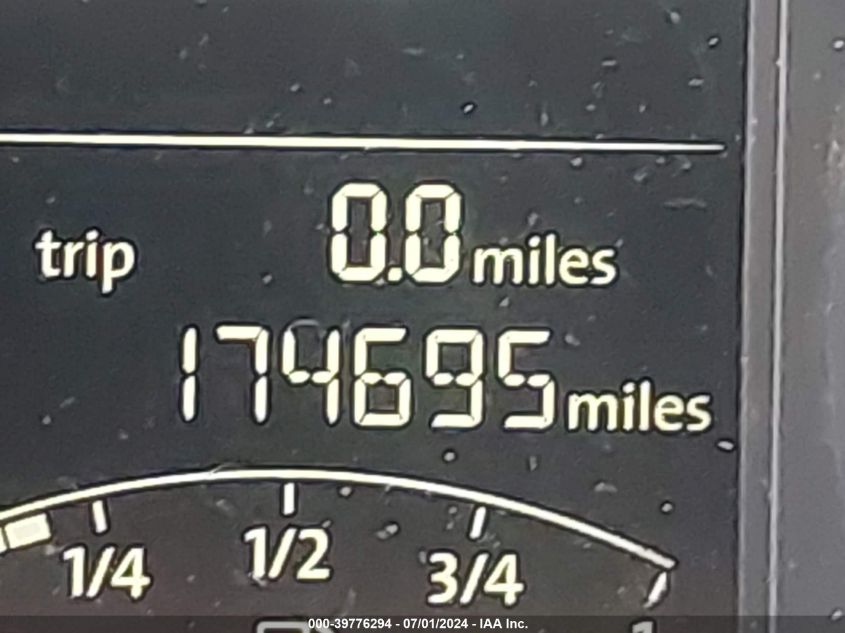 trip 0.0 miles
174695 miles
1/4 1/2 3/4 1
000-39776294 - 07/01/2024 - IAA Inc.